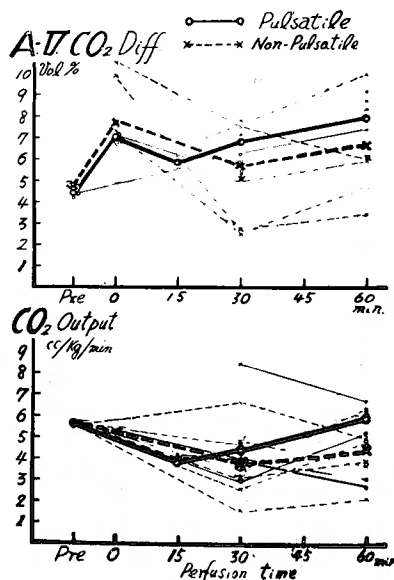 Pulsatile
Non-Pulsatile
A-V CO2 Diff
Vol %
10
9
8
7
6
5
4
3
2
1
Pre 0 15 30 45 60
min.
CO2 Output
cc/Kg/min
9
8
7
6
5
4
3
2
1
Pre 0 15 30 45 60 min
Perfusion time